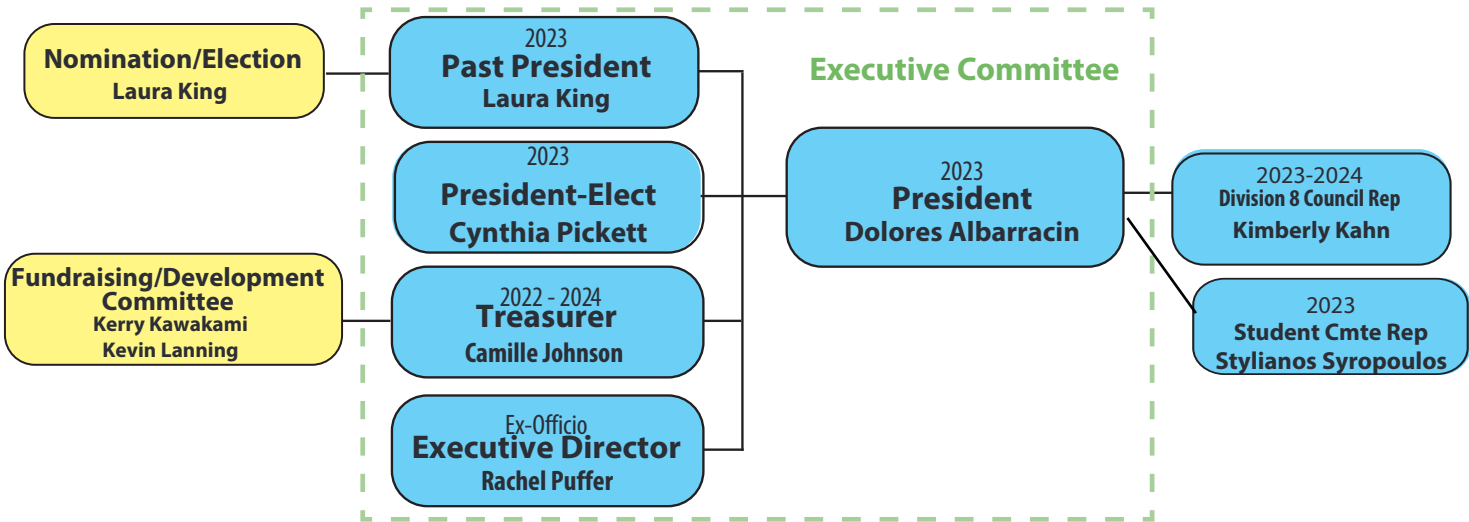 Nomination/Election
Laura King
Fundraising/Development
Committee
Kerry Kawakami
Kevin Lanning
2023
Past President
Laura King
2023
President-Elect
Cynthia Pickett
2022 - 2024
Treasurer
Camille Johnson
Ex-Officio
Executive Director
Rachel Puffer
Executive Committee
2023
President
Dolores Albarracin
2023-2024
Division 8 Council Rep
Kimberly Kahn
2023
Student Cmte Rep
Stylianos Syropoulos